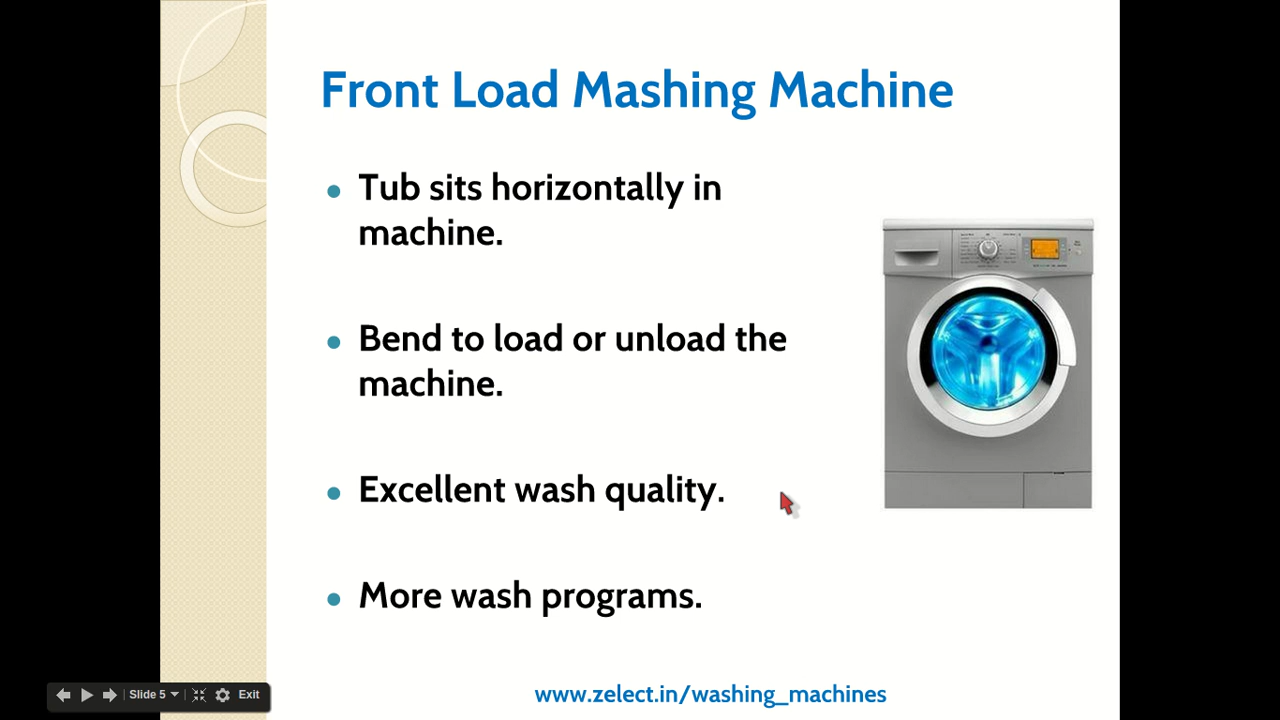 Front Load Mashing Machine
Tub sits horizontally in
machine.
Bend to load or unload the
machine.
Excellent wash quality.
More wash programs.
www.zelect.in/washing_machines
Slide 5
Exit